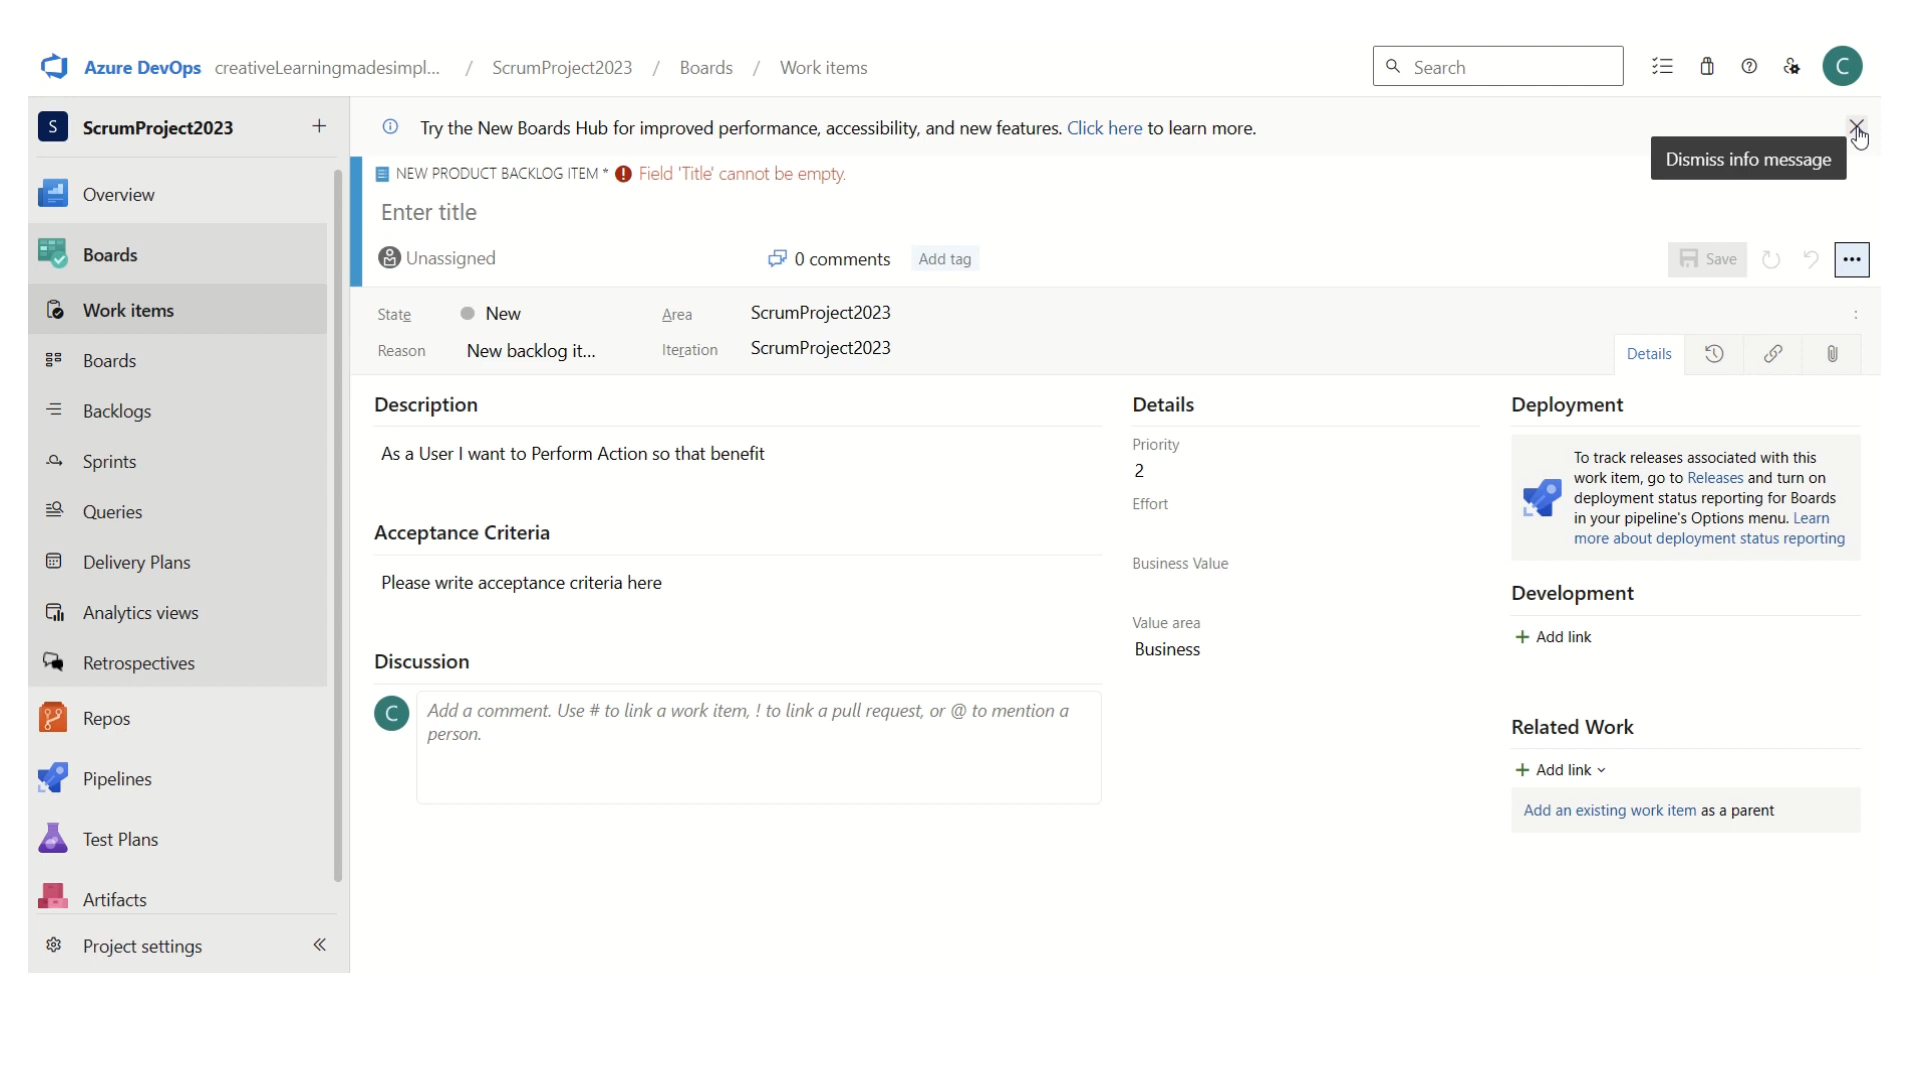 Azure DevOps creativeLearningmadesimpl... / ScrumProject2023 / Boards / Work items
Search
C
S ScrumProject2023
Try the New Boards Hub for improved performance, accessibility, and new features. Click here to learn more.
Dismiss info message
NEW PRODUCT BACKLOG ITEM * Field 'Title' cannot be empty.
Enter title
Unassigned
0 comments
Add tag
Save
State New
Area ScrumProject2023
Reason New backlog it...
Iteration ScrumProject2023
Details
Overview
Boards
Work items
Boards
Backlogs
Sprints
Queries
Delivery Plans
Analytics views
Retrospectives
Repos
Pipelines
Test Plans
Artifacts
Project settings
Description
As a User I want to Perform Action so that benefit
Acceptance Criteria
Please write acceptance criteria here
Discussion
C
Add a comment. Use # to link a work item, ! to link a pull request, or @ to mention a
person.
Details
Priority
2
Effort
Business Value
Value area
Business
Deployment
To track releases associated with this
work item, go to Releases and turn on
deployment status reporting for Boards
in your pipeline's Options menu. Learn
more about deployment status reporting
Development
+ Add link
Related Work
+ Add link
Add an existing work item as a parent